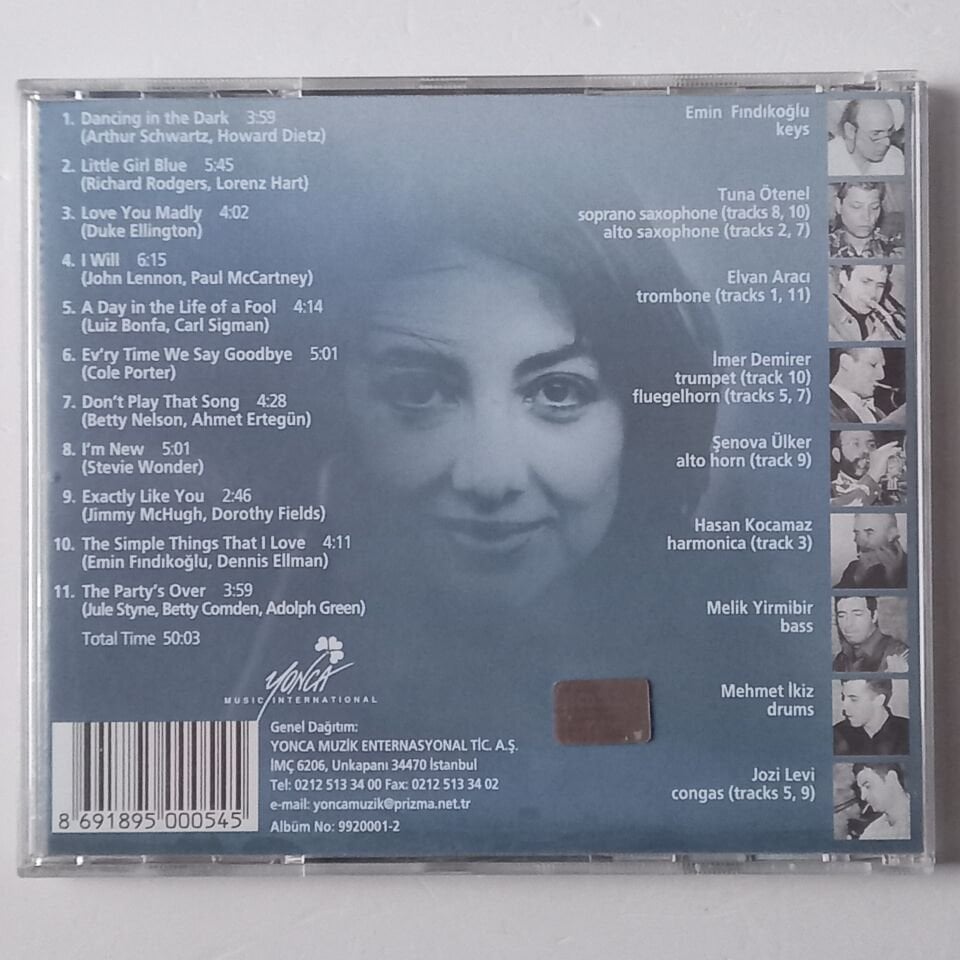 1. Dancing in the Dark 3:59
(Arthur Schwartz, Howard Dietz)
2. Little Girl Blue 5:45
(Richard Rodgers, Lorenz Hart)
3. Love You Madly 4:02
(Duke Ellington)
4. I Will 6:15
(John Lennon, Paul McCartney)
5. A Day in the Life of a Fool 4:14
(Luiz Bonfa, Carl Sigman)
6. Ev'ry Time We Say Goodbye 5:01
(Cole Porter)
7. Don't Play That Song 4:28
(Betty Nelson, Ahmet Ertegün)
8. I'm New 5:01
(Stevie Wonder)
9. Exactly Like You 2:46
(Jimmy McHugh, Dorothy Fields)
10. The Simple Things That I Love 4:11
(Emin Fındıkoğlu, Dennis Ellman)
11. The Party's Over 3:59
(Jule Styne, Betty Comden, Adolph Green)
Total Time 50:03
Emin Fındıkoğlu
keys
Tuna Ötenel
soprano saxophone (tracks 8, 10)
alto saxophone (tracks 2, 7)
Elvan Aracı
trombone (tracks 1, 11)
İmer Demirer
trumpet (track 10)
fluegelhorn (tracks 5, 7)
Şenova Ülker
alto horn (track 9)
Hasan Kocamaz
harmonica (track 3)
Melik Yirmibir
bass
Mehmet İkiz
drums
Jozi Levi
congas (tracks 5, 9)
YONCA
MUSIC INTERNATIONAL
Genel Dağıtım:
YONCA MUZİK ENTERNASYONAL TİC. A.Ş.
İMÇ 6206, Unkapanı 34470 İstanbul
Tel: 0212 513 34 00 Fax: 0212 513 34 02
e-mail: yoncamuzik@prizma.net.tr
Albüm No: 9920001-2
8 691895 000545